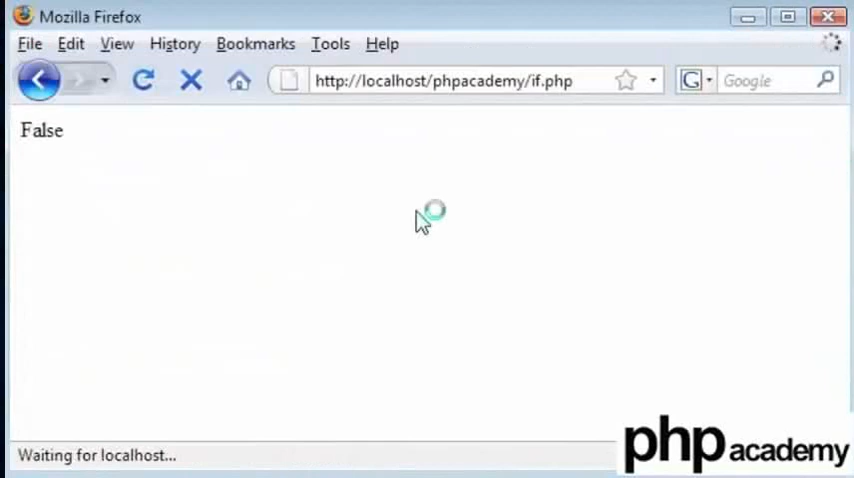 Mozilla Firefox
File Edit View History Bookmarks Tools Help
http://localhost/phpacademy/if.php G Google
False
Waiting for localhost...
php academy